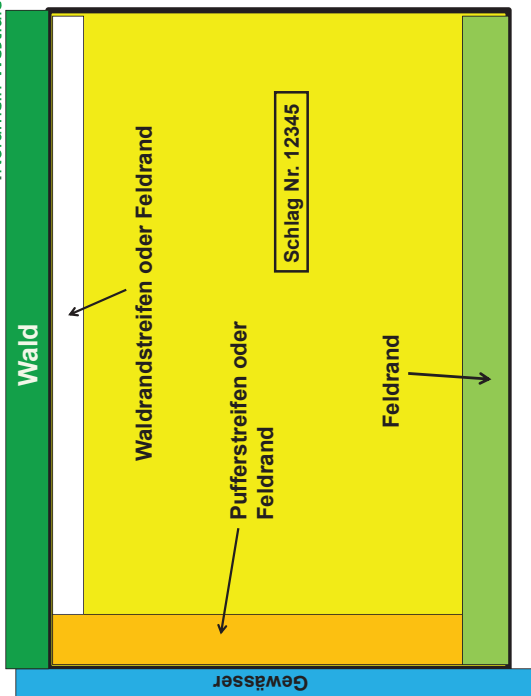 Wald
Waldrandstreifen oder Feldrand
Schlag Nr. 12345
Pufferstreifen oder
Feldrand
Feldrand
Gewässer